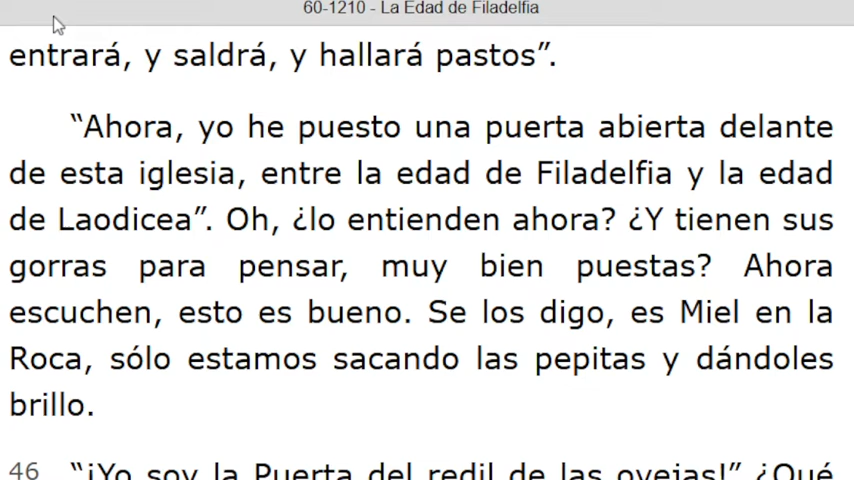 60-1210 - La Edad de Filadelfia
entrará, y saldrá, y hallará pastos”.
“Ahora, yo he puesto una puerta abierta delante
de esta iglesia, entre la edad de Filadelfia y la edad
de Laodicea”. Oh, ¿lo entienden ahora? ¿Y tienen sus
gorras para pensar, muy bien puestas? Ahora
escuchen, esto es bueno. Se los digo, es Miel en la
Roca, sólo estamos sacando las pepitas y dándoles
brillo.
46 “¡Yo soy la Puerta del redil de las ovejas!” ¿Qué